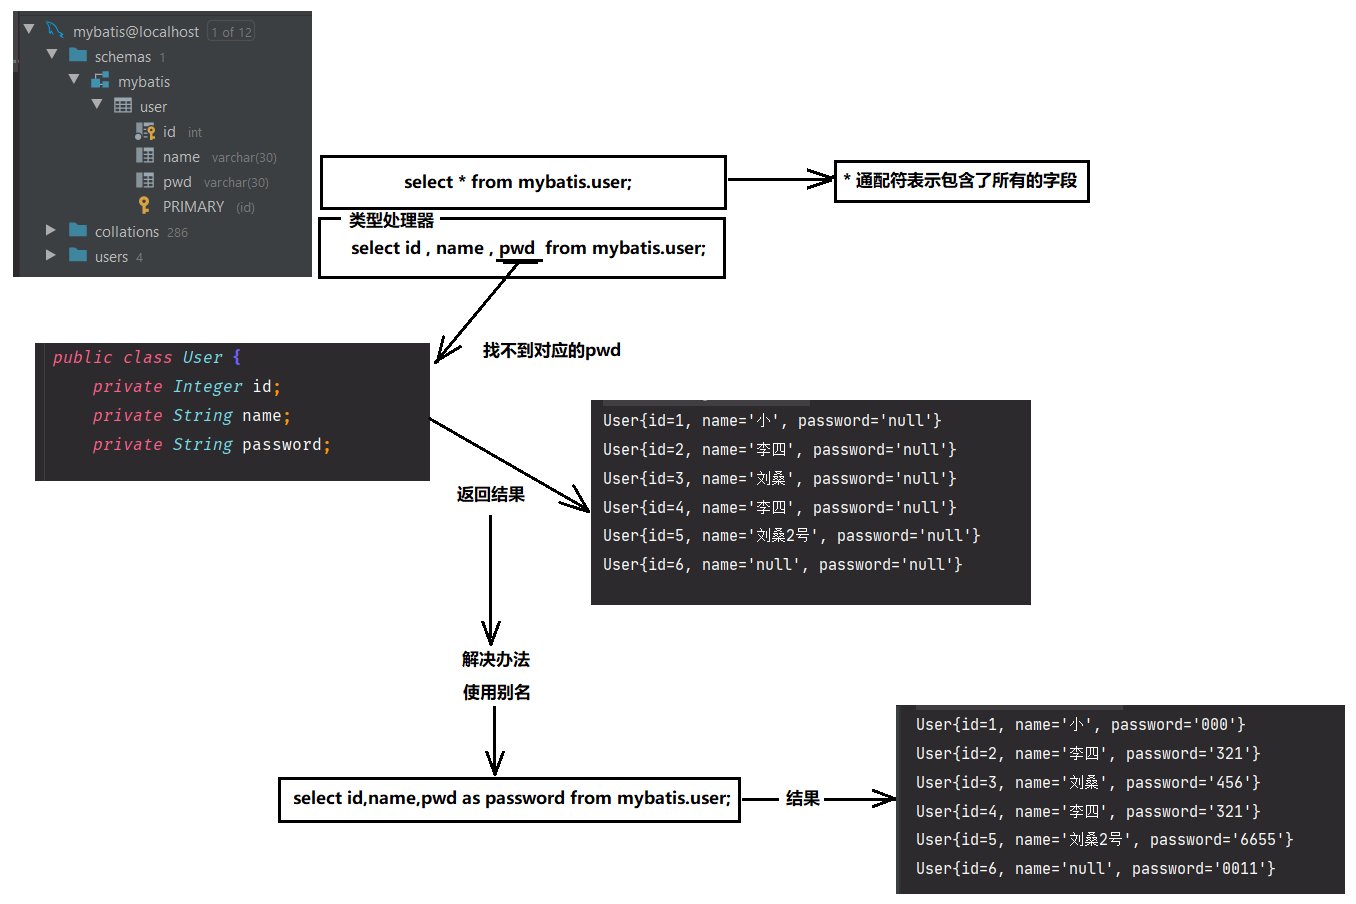 mybatis@localhost 1 of 12
schemas 1
mybatis
user
id int
name varchar(30)
pwd varchar(30)
PRIMARY (id)
collations 286
users 4
select * from mybatis.user;
* 通配符表示包含了所有的字段
类型处理器
select id , name , pwd from mybatis.user;
找不到对应的pwd
public class User {
private Integer id;
private String name;
private String password;
User{id=1, name='小', password='null'}
User{id=2, name='李四', password='null'}
User{id=3, name='刘桑', password='null'}
User{id=4, name='李四', password='null'}
User{id=5, name='刘桑2号', password='null'}
User{id=6, name='null', password='null'}
返回结果
解决办法
使用别名
select id,name,pwd as password from mybatis.user;
结果
User{id=1, name='小', password='000'}
User{id=2, name='李四', password='321'}
User{id=3, name='刘桑', password='456'}
User{id=4, name='李四', password='321'}
User{id=5, name='刘桑2号', password='6655'}
User{id=6, name='null', password='0011'}